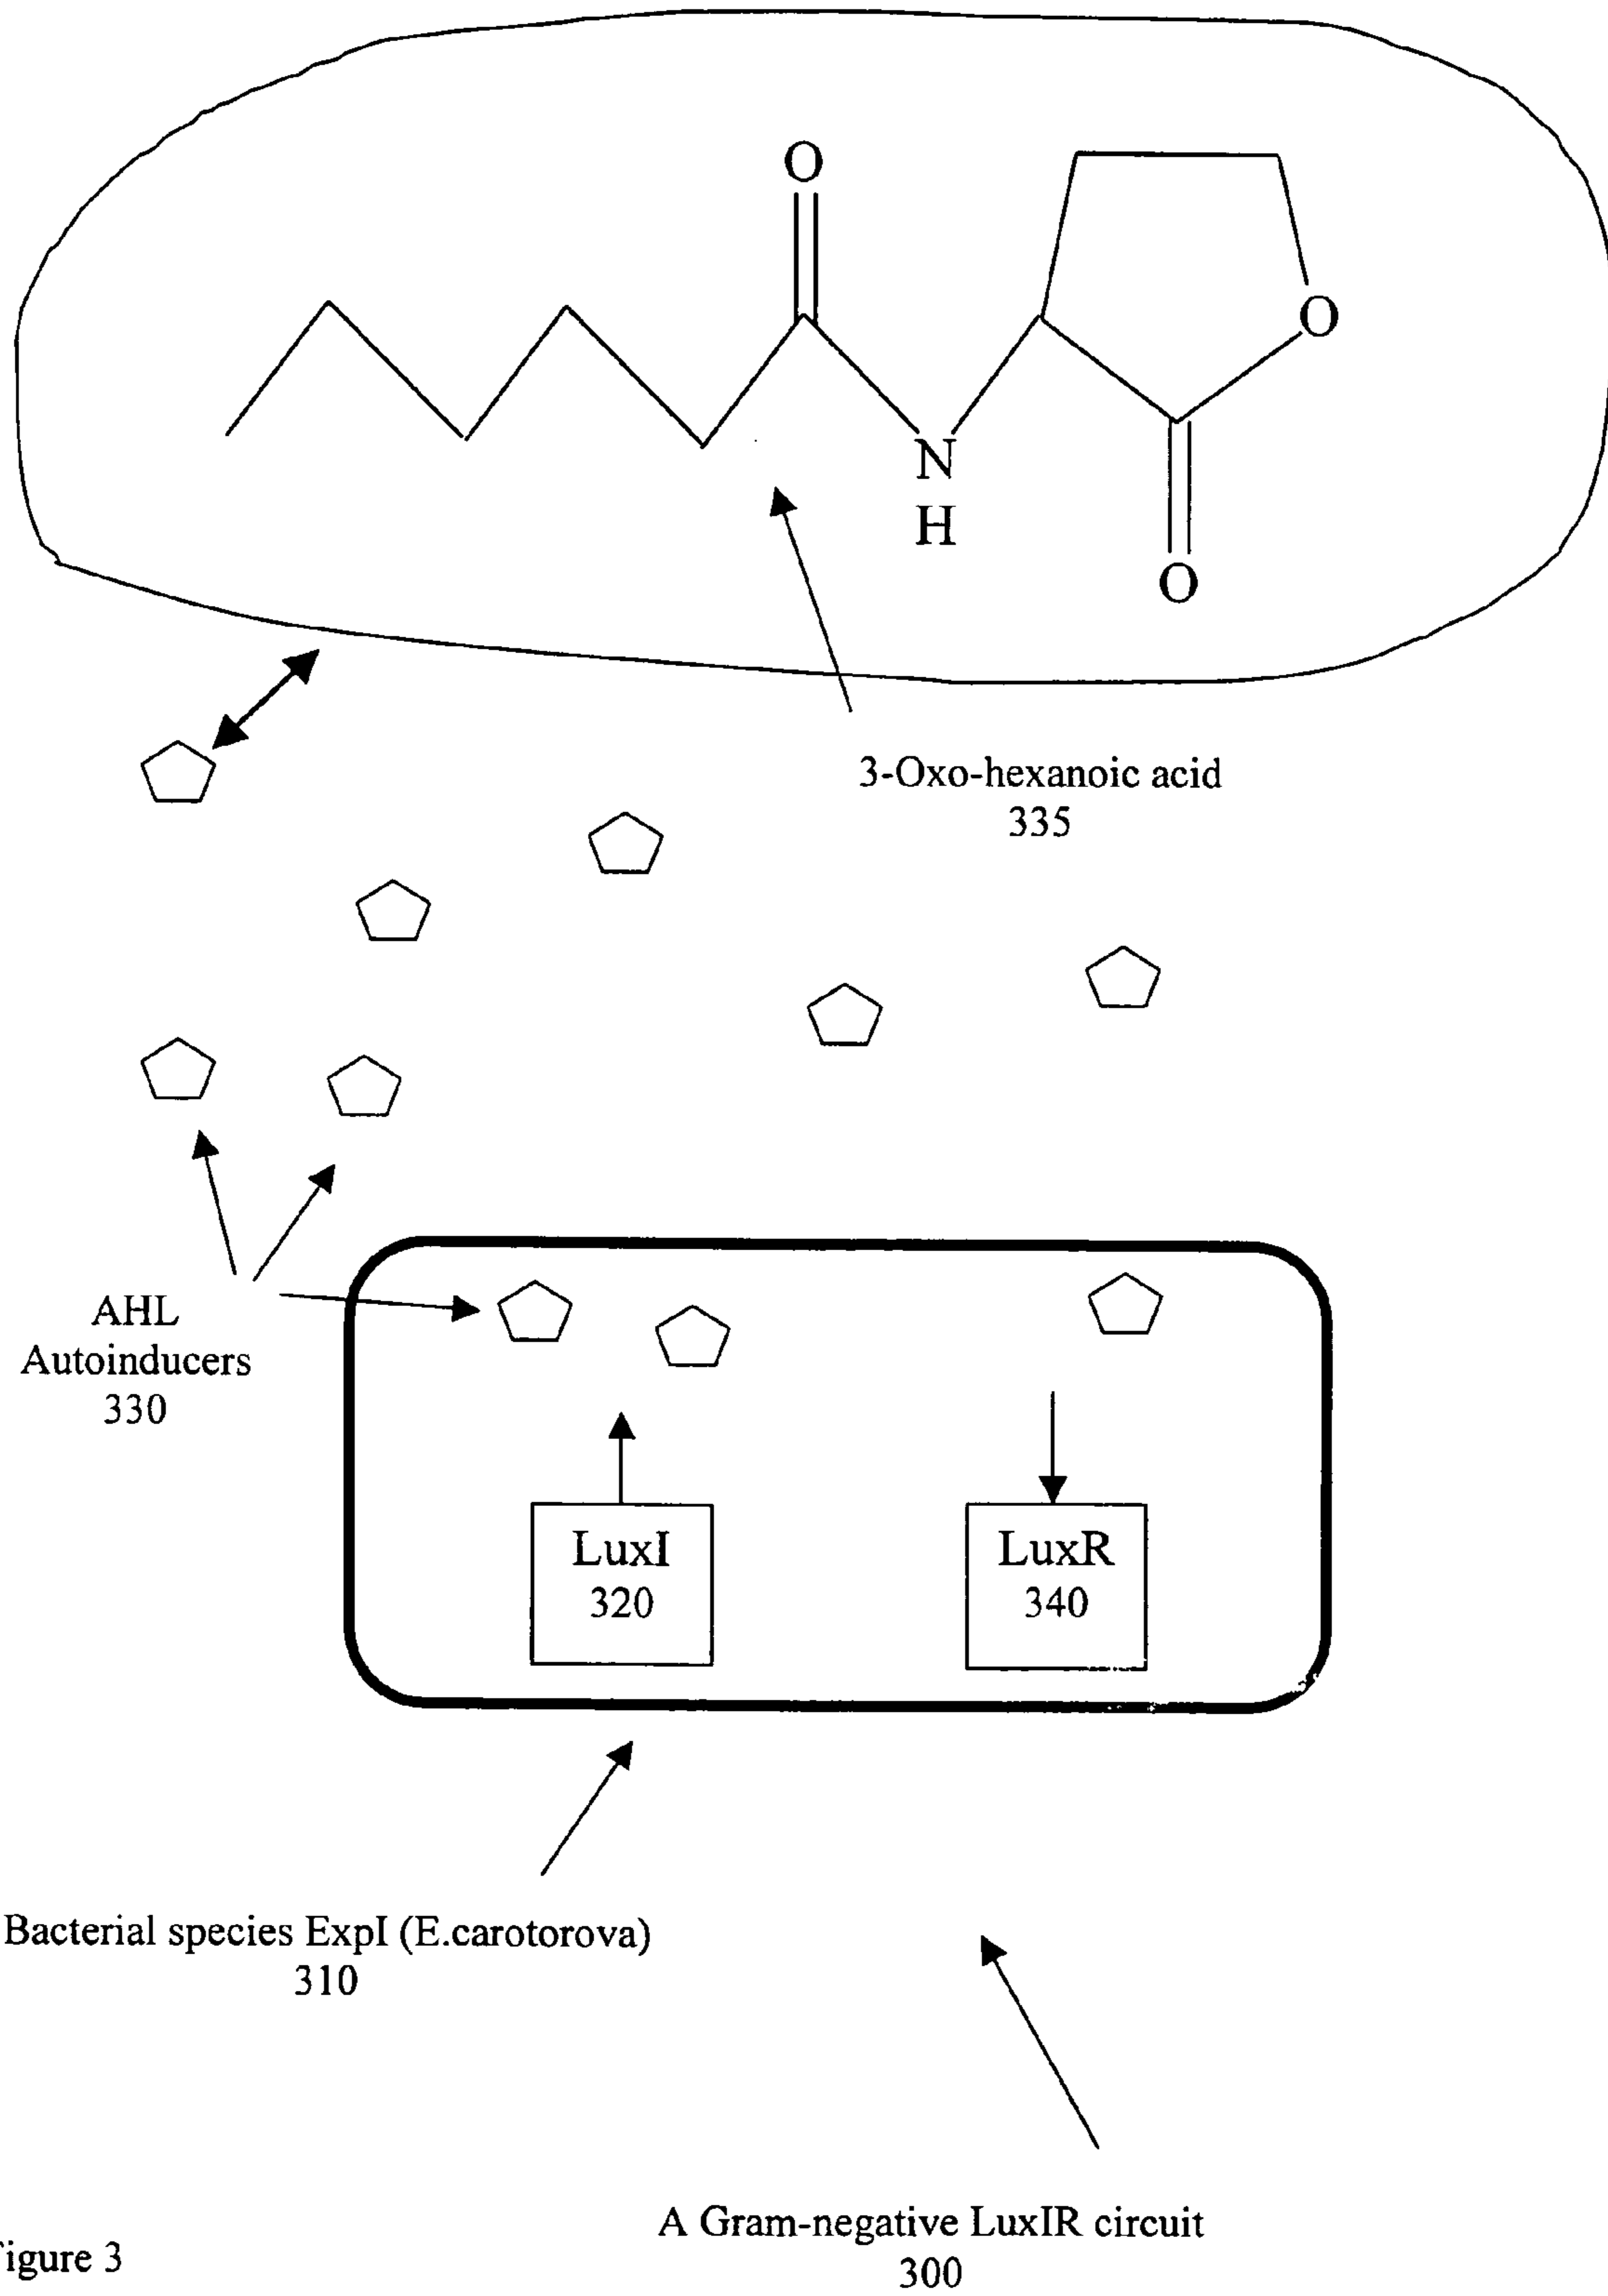 O
O
N
H
O
3-Oxo-hexanoic acid
335
AHL
Autoinducers
330
LuxI
320
LuxR
340
Bacterial species ExpI (E.carotorova)
310
A Gram-negative LuxIR circuit
300
igure 3